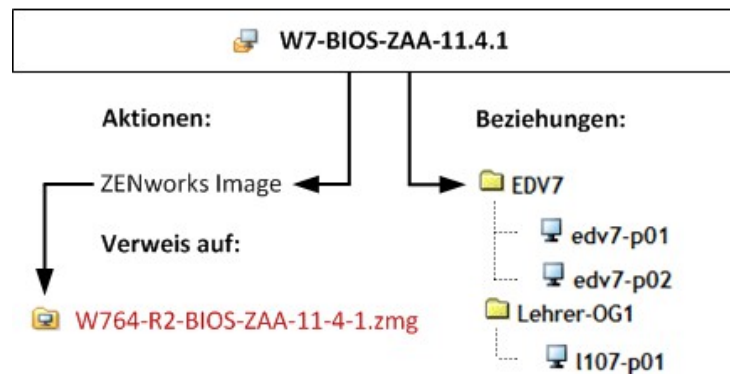 W7-BIOS-ZAA-11.4.1
Aktionen:
ZENworks Image
Verweis auf:
W764-R2-BIOS-ZAA-11-4-1.zmg
Beziehungen:
EDV7
edv7-p01
edv7-p02
Lehrer-OG1
l107-p01